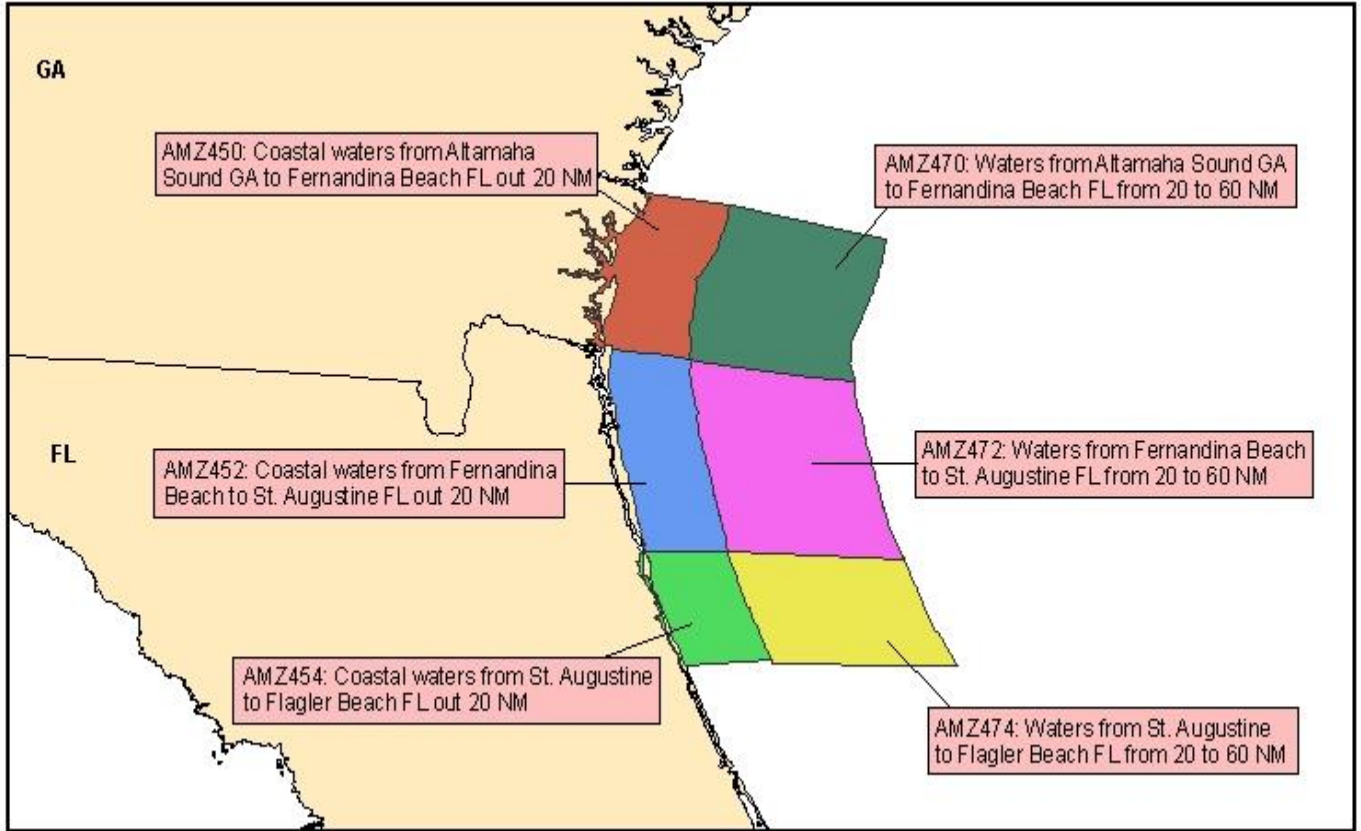 GA
AMZ450: Coastal waters from Altamaha
Sound GA to Fernandina Beach FL out 20 NM
AMZ470: Waters from Altamaha Sound GA
to Fernandina Beach FL from 20 to 60 NM
FL
AMZ452: Coastal waters from Fernandina
Beach to St. Augustine FL out 20 NM
AMZ472: Waters from Fernandina Beach
to St. Augustine FL from 20 to 60 NM
AMZ454: Coastal waters from St. Augustine
to Flagler Beach FL out 20 NM
AMZ474: Waters from St. Augustine
to Flagler Beach FL from 20 to 60 NM